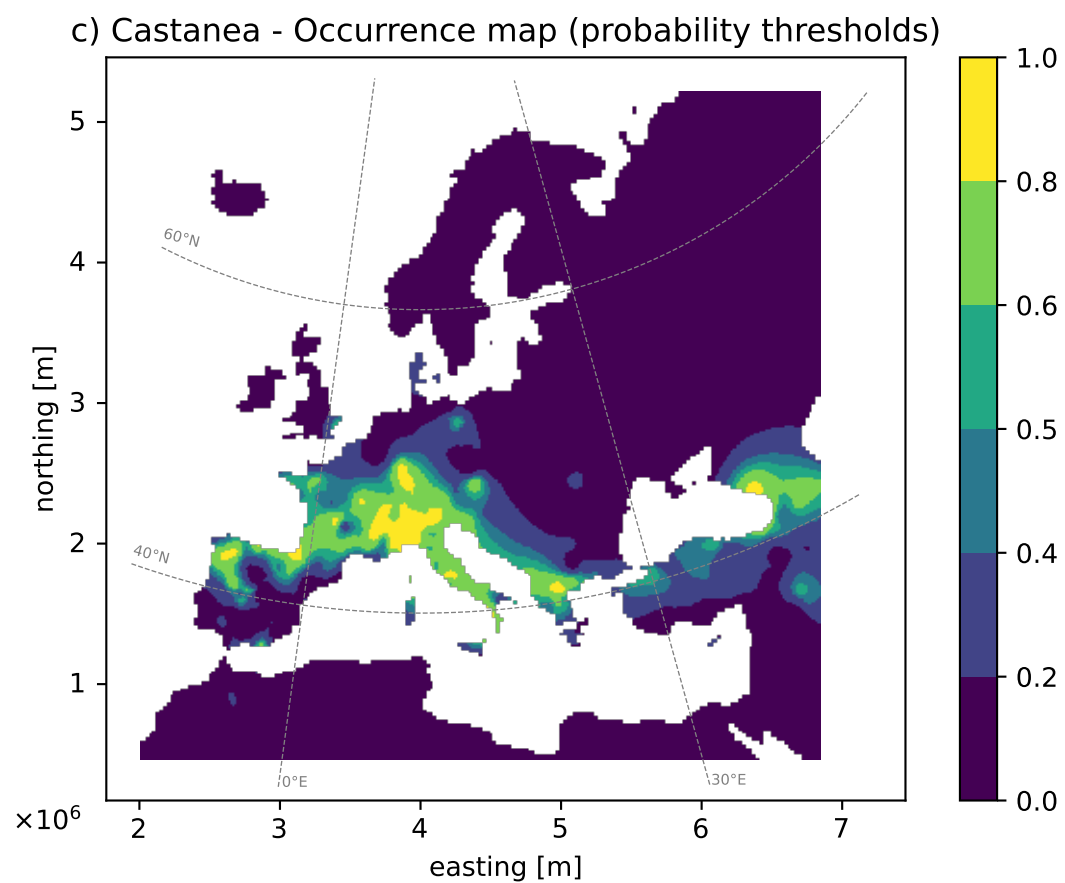 c) Castanea - Occurrence map (probability thresholds)
northing [m]
5
4
3
2
1
60°N
40°N
0°E
30°E
×10⁶
2 3 4 5 6 7
easting [m]
1.0
0.8
0.6
0.5
0.4
0.2
0.0